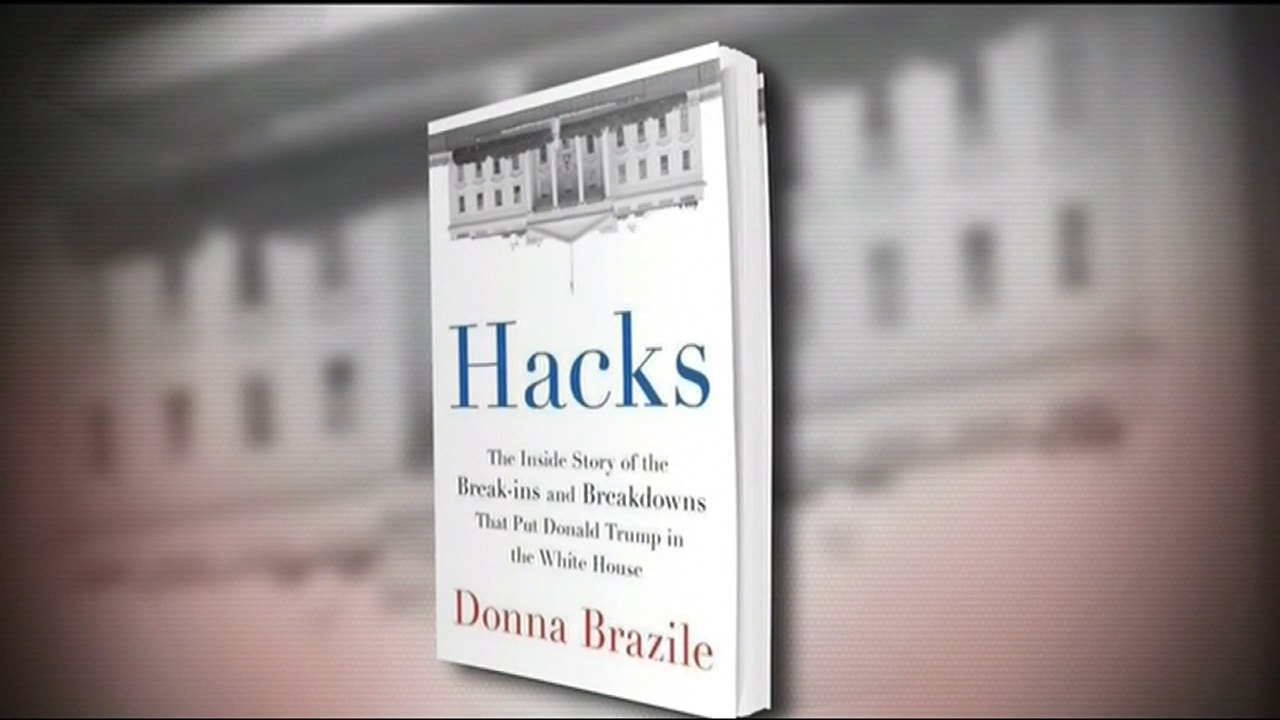 Hacks
The Inside Story of the
Break-ins and Breakdowns
That Put Donald Trump in
the White House
Donna Brazile